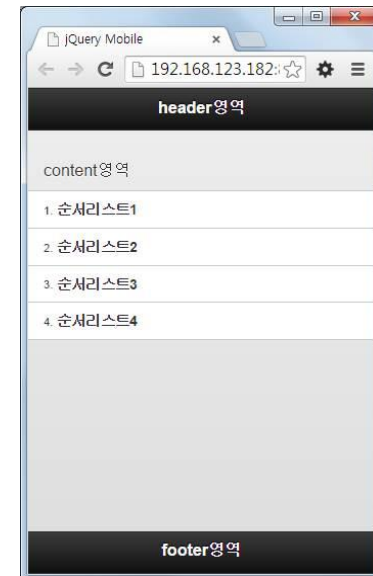 jQuery Mobile
192.168.123.182:
header영역
content영역
1. 순서리스트1
2. 순서리스트2
3. 순서리스트3
4. 순서리스트4
footer영역